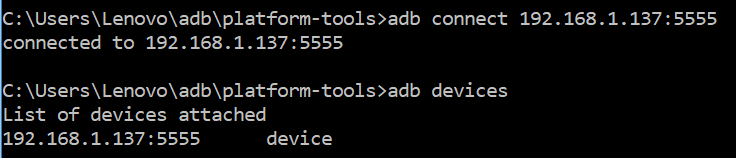 C:\Users\Lenovo\adb\platform-tools>adb connect 192.168.1.137:5555
connected to 192.168.1.137:5555
C:\Users\Lenovo\adb\platform-tools>adb devices
List of devices attached
192.168.1.137:5555 device